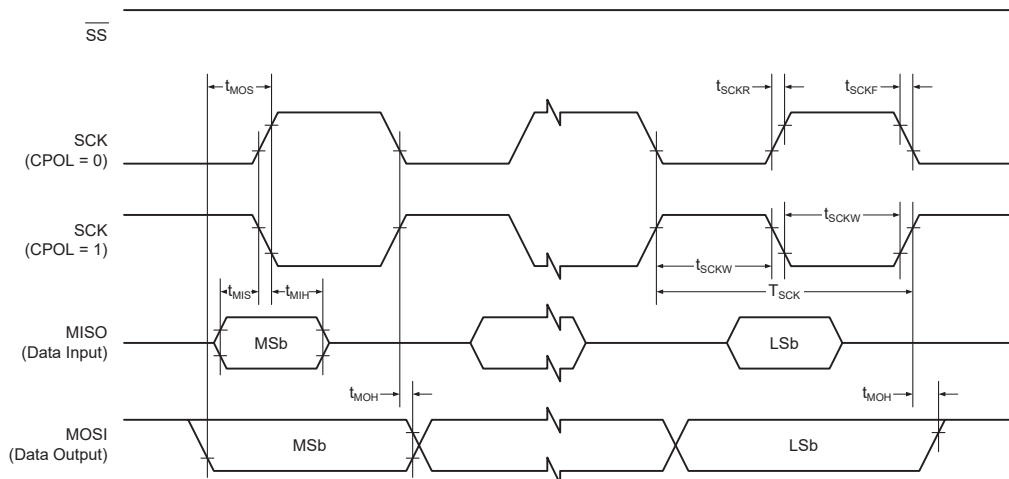 SS
tMOS
tSCKR
tSCKF
SCK
(CPOL = 0)
SCK
(CPOL = 1)
tSCKW
tSCKW
TSCK
tMIS
tMIH
MISO
(Data Input)
MSb
LSb
tMOH
tMOH
MOSI
(Data Output)
MSb
LSb